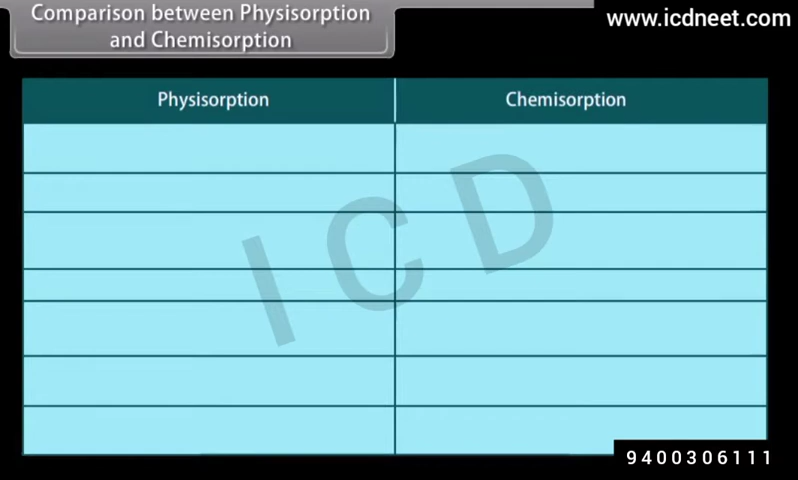 Comparison between Physisorption
and Chemisorption
www.icdneet.com
Physisorption
Chemisorption
ICD
9400306111